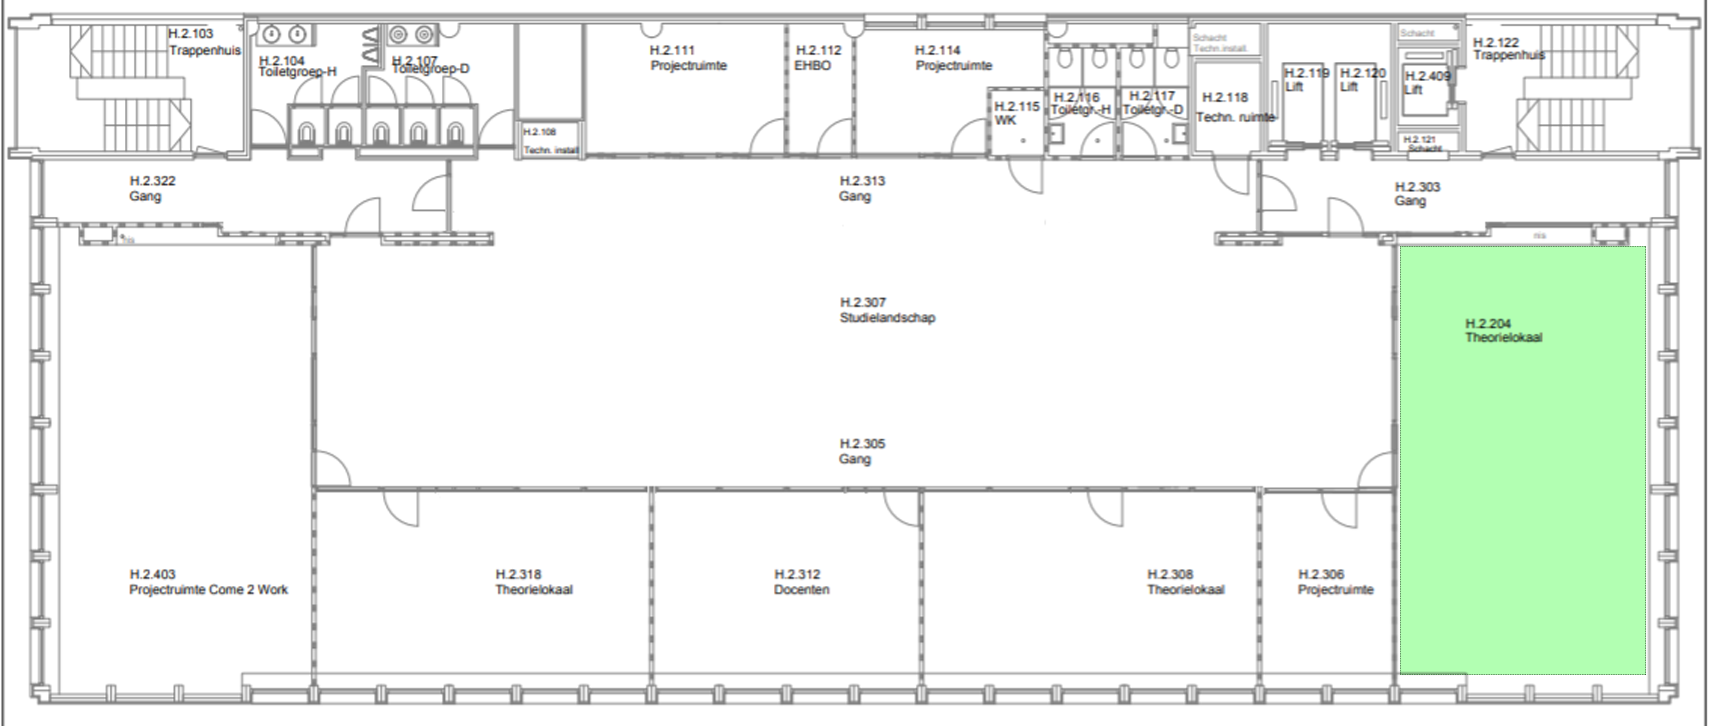 H.2.103
Trappenhuis
H.2.104
Toiletgroep-H
H.2.107
Toiletgroep-D
H.2.108
Techn. install
H.2.111
Projectruimte
H.2.112
EHBO
H.2.114
Projectruimte
H.2.115
WK
H.2.116
Toiletgr.-H
H.2.117
Toiletgr.-D
Schacht
Techn.install.
H.2.118
Techn. ruimte
H.2.119
Lift
H.2.120
Lift
Schacht
H.2.409
Lift
H.2.121
Schacht
H.2.122
Trappenhuis
H.2.322
Gang
H.2.313
Gang
H.2.303
Gang
nis
nis
H.2.307
Studielandschap
H.2.204
Theorielokaal
H.2.305
Gang
H.2.403
Projectruimte Come 2 Work
H.2.318
Theorielokaal
H.2.312
Docenten
H.2.308
Theorielokaal
H.2.306
Projectruimte